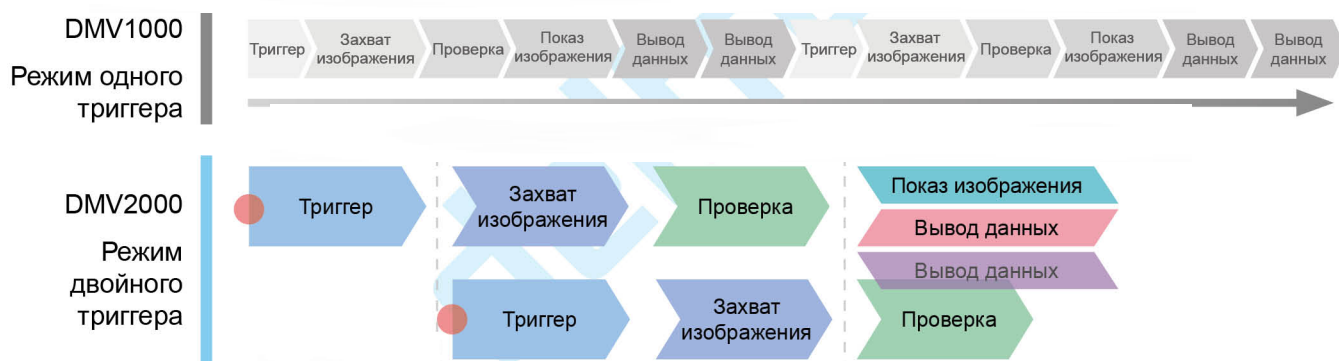 DMV1000
Режим одного
триггера
Триггер
Захват
изображения
Проверка
Показ
изображения
Вывод
данных
Вывод
данных
Триггер
Захват
изображения
Проверка
Показ
изображения
Вывод
данных
Вывод
данных
DMV2000
Режим
двойного
триггера
Триггер
Захват
изображения
Проверка
Показ изображения
Вывод данных
Вывод данных
Триггер
Захват
изображения
Проверка